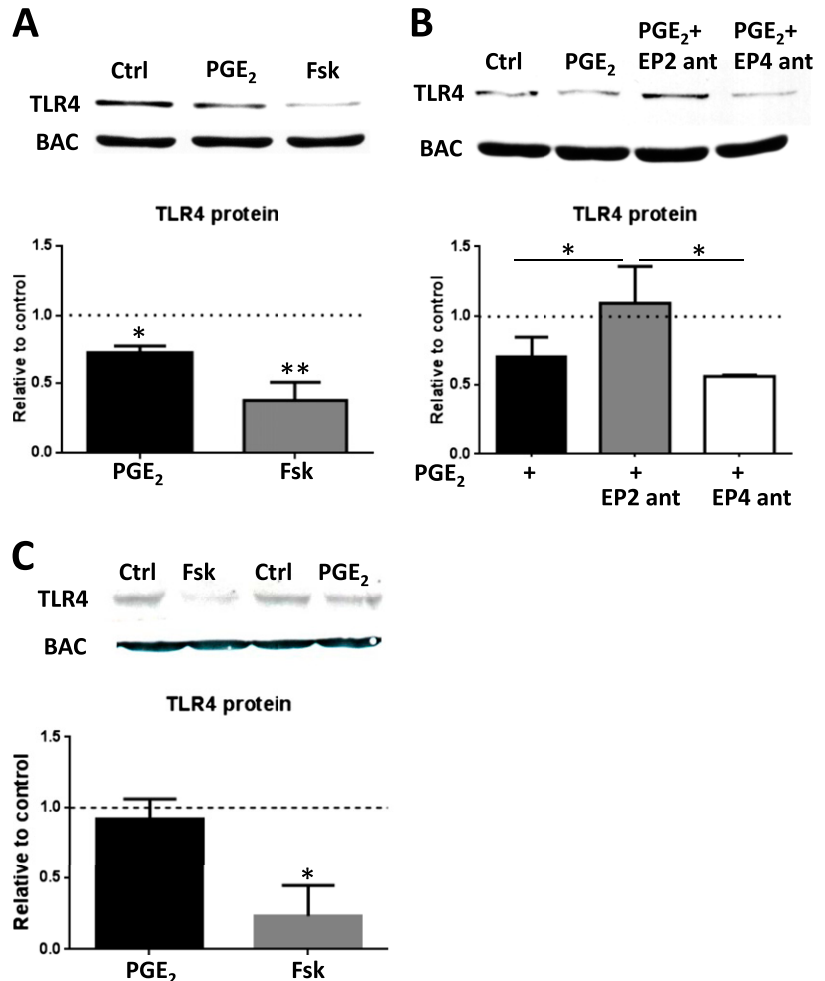 A
Ctrl PGE2 Fsk
TLR4
BAC
TLR4 protein
Relative to control
1.5
1.0
0.5
0.0
*
**
PGE2 Fsk
B
Ctrl PGE2 PGE2+ EP2 ant PGE2+ EP4 ant
TLR4
BAC
TLR4 protein
Relative to control
1.5
1.0
0.5
0.0
* *
PGE2 + + +
EP2 ant EP4 ant
C
Ctrl Fsk Ctrl PGE2
TLR4
BAC
TLR4 protein
Relative to control
1.5
1.0
0.5
0.0
*
PGE2 Fsk